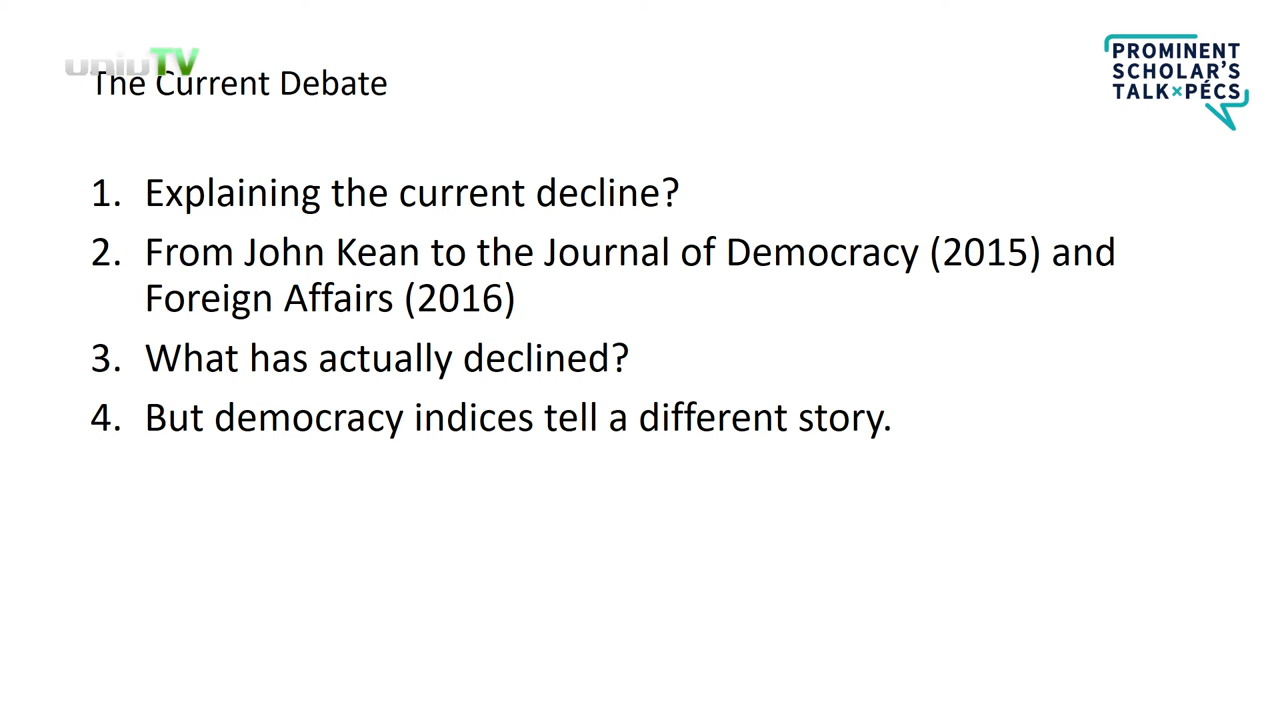 univTV
The Current Debate
PROMINENT
SCHOLAR'S
TALK×PÉCS
1. Explaining the current decline?
2. From John Kean to the Journal of Democracy (2015) and
Foreign Affairs (2016)
3. What has actually declined?
4. But democracy indices tell a different story.